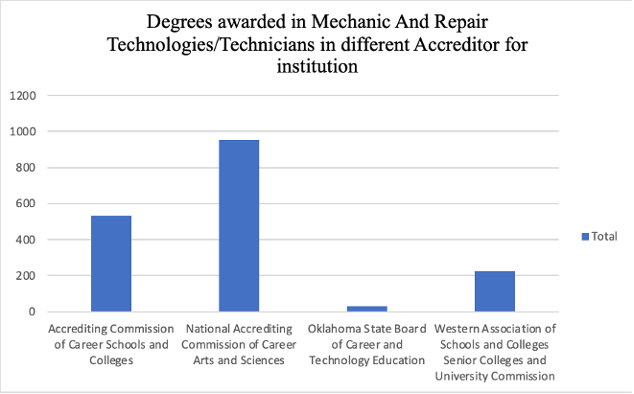 Degrees awarded in Mechanic And Repair
Technologies/Technicians in different Accreditor for
institution
1200
1000
800
600
400
200
0
Accrediting Commission
of Career Schools and
Colleges
National Accrediting
Commission of Career
Arts and Sciences
Oklahoma State Board
of Career and
Technology Education
Western Association of
Schools and Colleges
Senior Colleges and
University Commission
Total